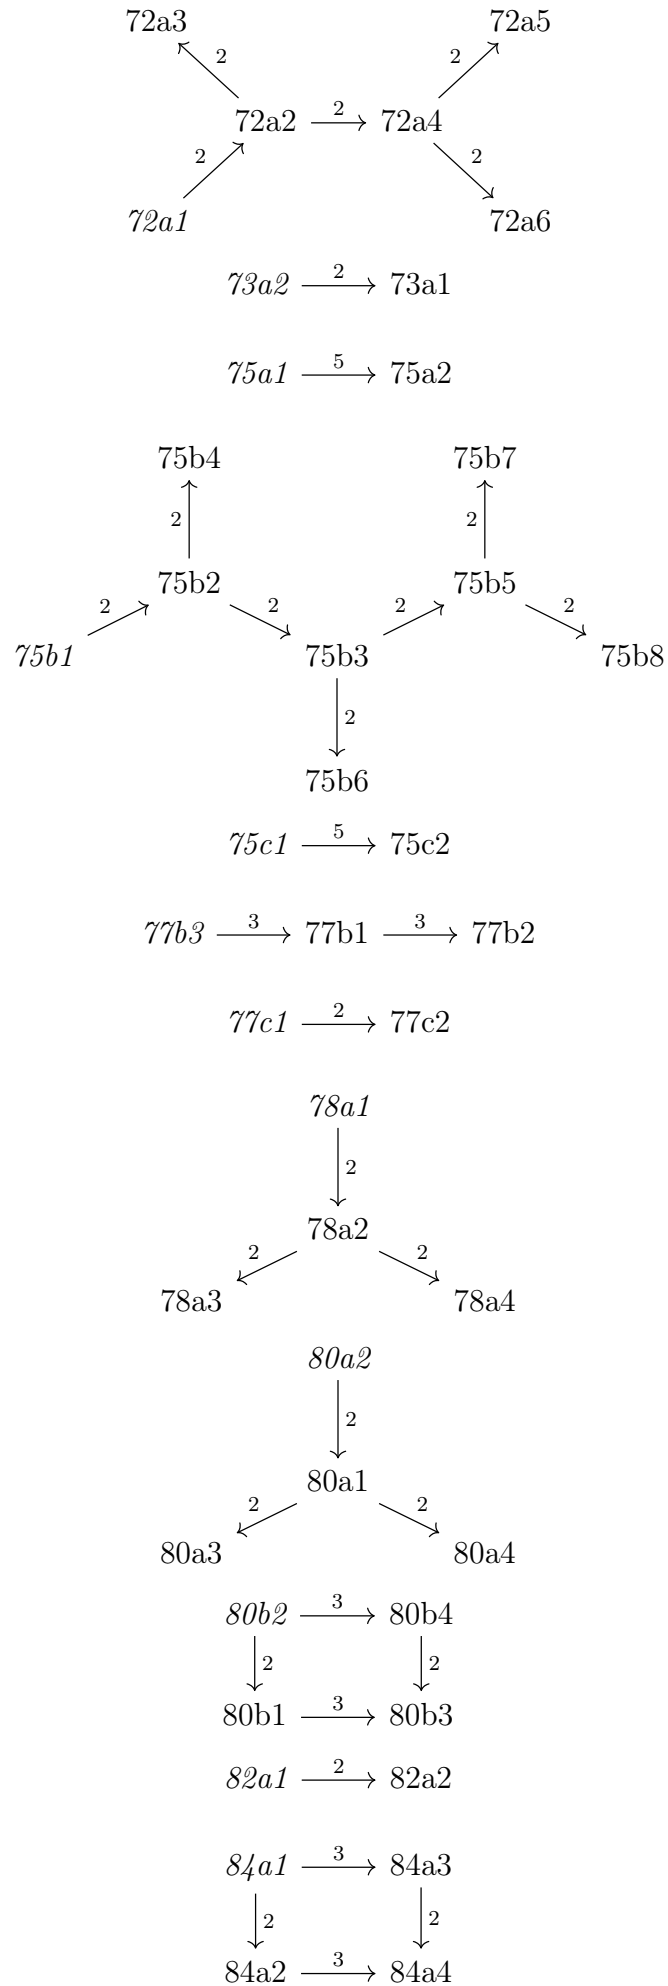 72a3 72a5
2 2
72a2 2 72a4
2 2
72a1 72a6
73a2 2 73a1
75a1 5 75a2
75b4 75b7
2 2
75b2 75b5
2 2 2 2
75b1 75b3 75b8
2
75b6
75c1 5 75c2
77b3 3 77b1 3 77b2
77c1 2 77c2
78a1
2
78a2
2 2
78a3 78a4
80a2
2
80a1
2 2
80a3 80a4
80b2 3 80b4
2 2
80b1 3 80b3
82a1 2 82a2
84a1 3 84a3
2 2
84a2 3 84a4